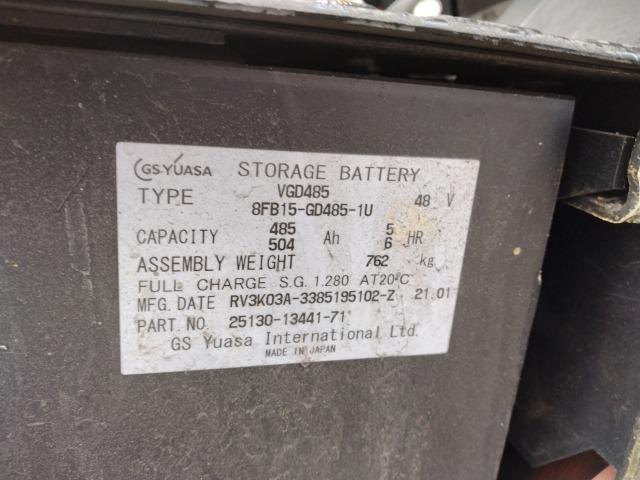 GS YUASA STORAGE BATTERY
TYPE VGD485 48 V
8FB15-GD485-1U
CAPACITY 485 Ah 5 HR
504 6
ASSEMBLY WEIGHT 762 kg
FULL CHARGE S.G. 1.280 AT20°C
MFG. DATE RV3K03A-3385195102-Z 21.01
PART NO. 25130-13441-71
GS Yuasa International Ltd.
MADE IN JAPAN